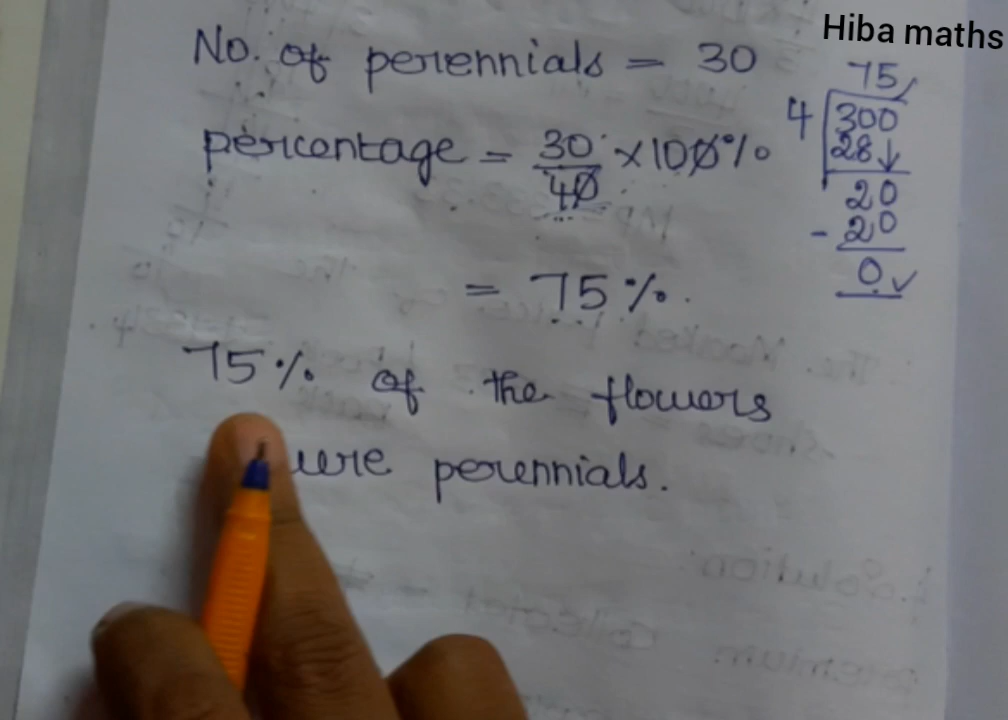 Hiba maths
No. of perennials = 30
percentage = 30/40 × 100%
= 75%.
75% of the flowers
were perennials.
75
4 300
28
20
- 20
0